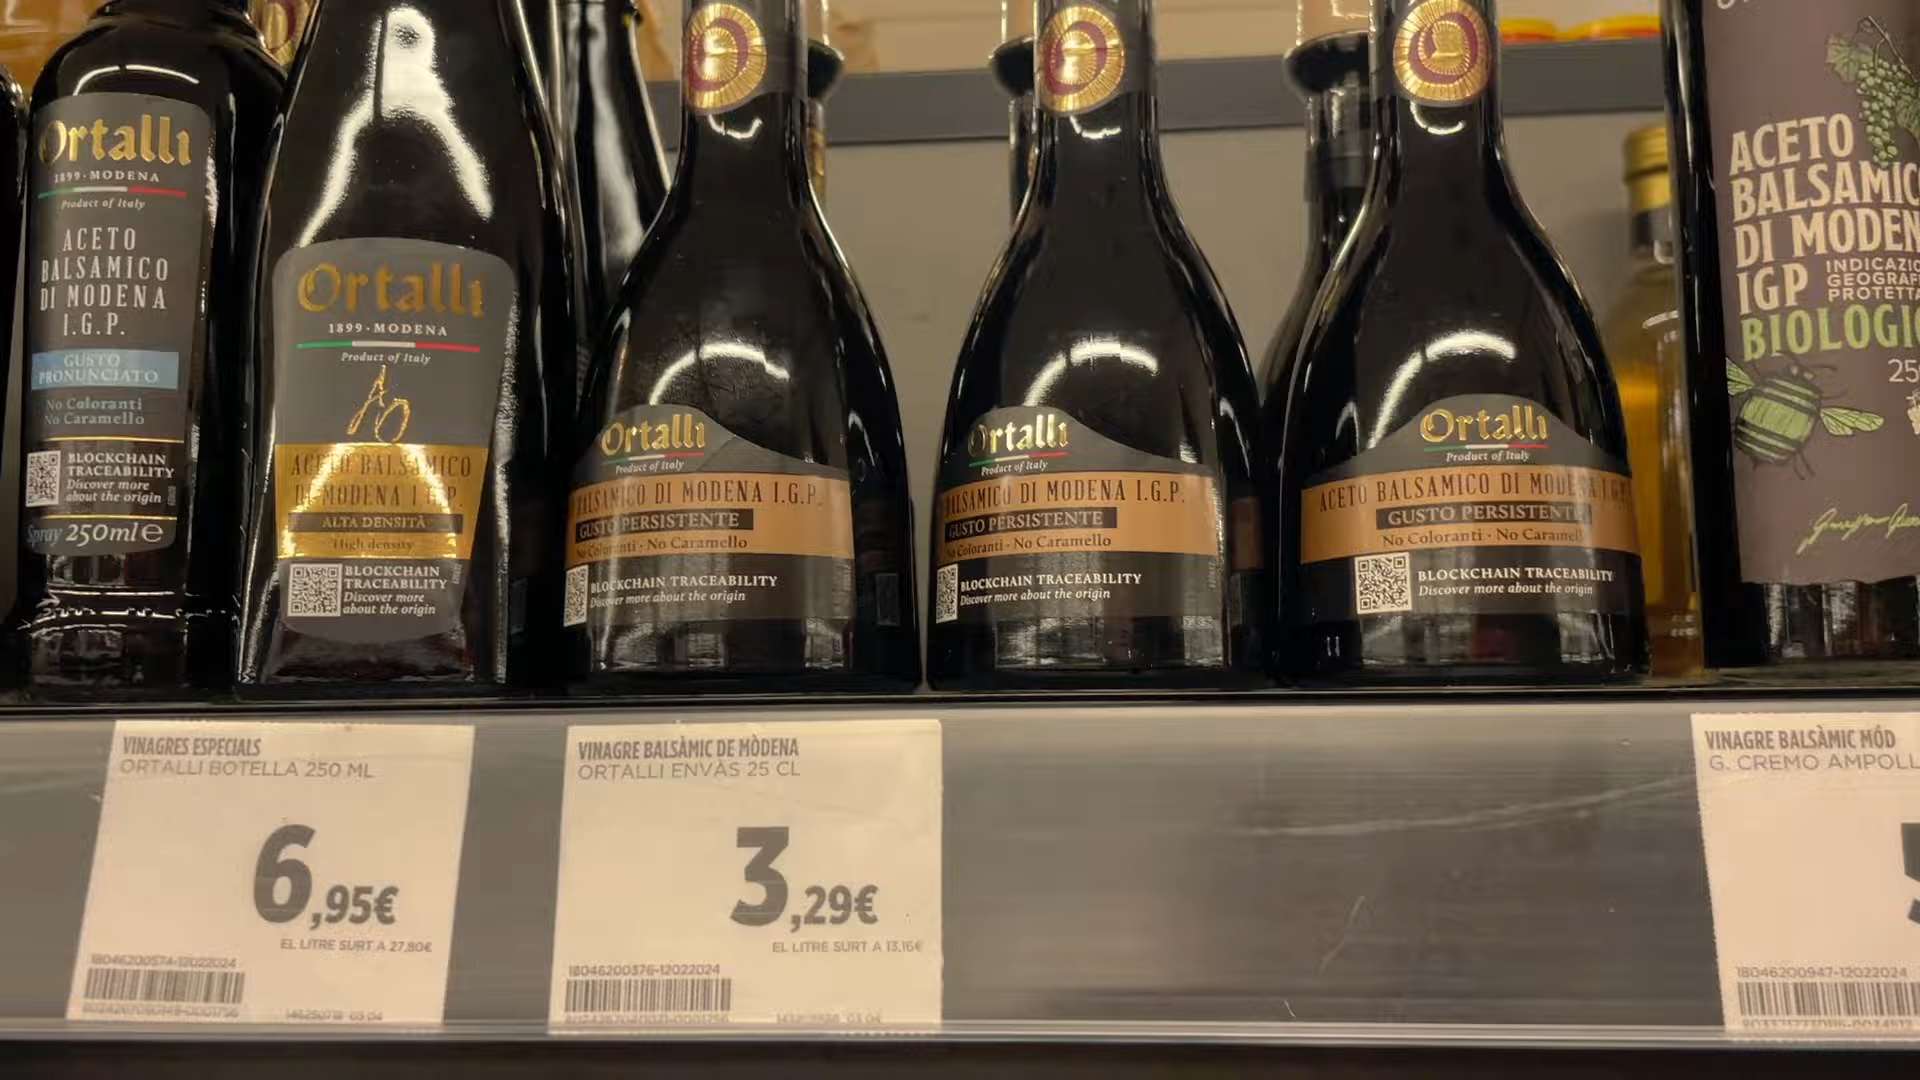 Ortalli
1899·MODENA
Product of Italy
ACETO
BALSAMICO
DI MODENA
I.G.P.
GUSTO
PRONUNCIATO
No Coloranti
No Caramello
BLOCKCHAIN
TRACEABILITY
Discover more
about the origin
Spray 250ml e
Ortalli
1899·MODENA
Product of Italy
AO
ACETO BALSAMICO
DI MODENA I.G.P.
ALTA DENSITÀ
High density
BLOCKCHAIN
TRACEABILITY
Discover more
about the origin
Ortalli
Product of Italy
BALSAMICO DI MODENA I.G.P.
GUSTO PERSISTENTE
No Coloranti · No Caramello
BLOCKCHAIN TRACEABILITY
Discover more about the origin
Ortalli
Product of Italy
BALSAMICO DI MODENA I.G.P.
GUSTO PERSISTENTE
No Coloranti · No Caramello
BLOCKCHAIN TRACEABILITY
Discover more about the origin
Ortalli
Product of Italy
ACETO BALSAMICO DI MODENA I.G.P.
GUSTO PERSISTENTE
No Coloranti · No Caramell
BLOCKCHAIN TRACEABILITY
Discover more about the origin
ACETO
BALSAMIC
DI MODEN
IGP
INDICAZIO
GEOGRAFI
PROTETTA
BIOLOGIC
25
VINAGRES ESPECIALS
ORTALLI BOTELLA 250 ML
6,95€
EL LITRE SURT A 27,80€
18046200574-12022024
VINAGRE BALSÀMIC DE MÒDENA
ORTALLI ENVÀS 25 CL
3,29€
EL LITRE SURT A 13,16€
18046200376-12022024
VINAGRE BALSÀMIC MÓD
G. CREMO AMPOLL
18046200947-12022024